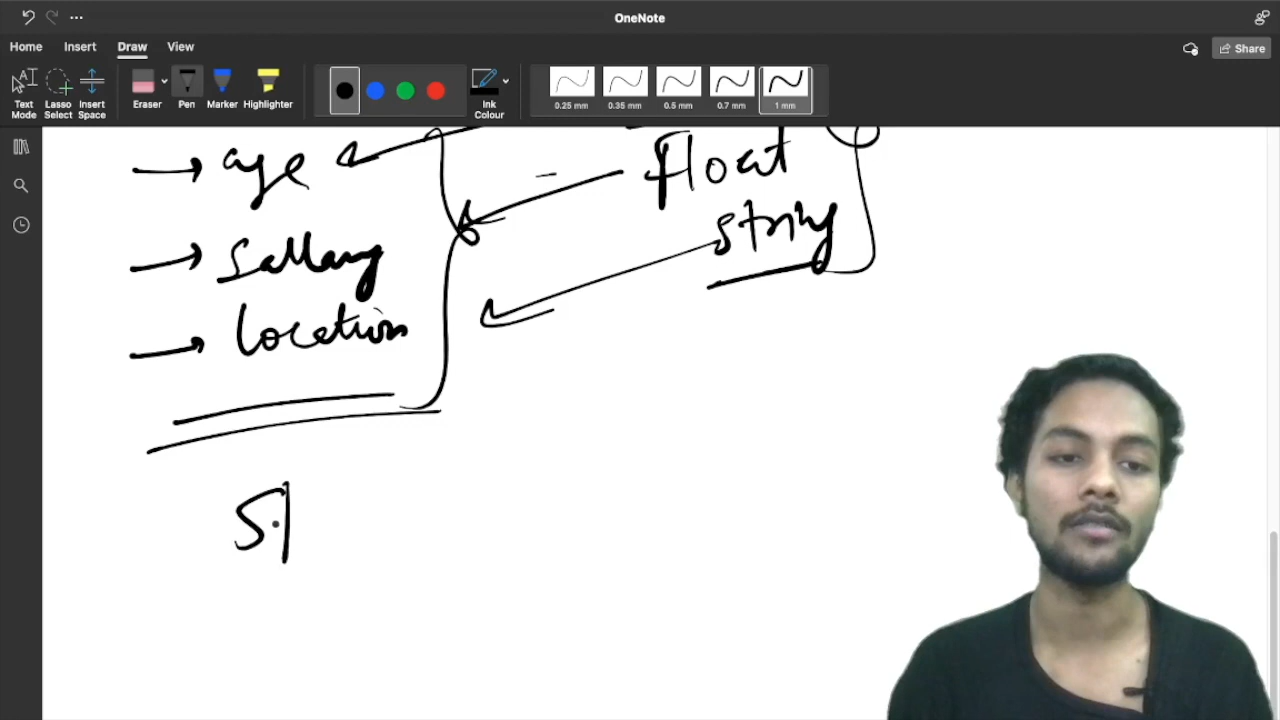 OneNote
Home Insert Draw View
Share
Text Mode
Lasso Select
Insert Space
Eraser
Pen
Marker
Highlighter
Ink Colour
0.25 mm
0.35 mm
0.5 mm
0.7 mm
1 mm
→ age
float
string
→ Sallary
→ location